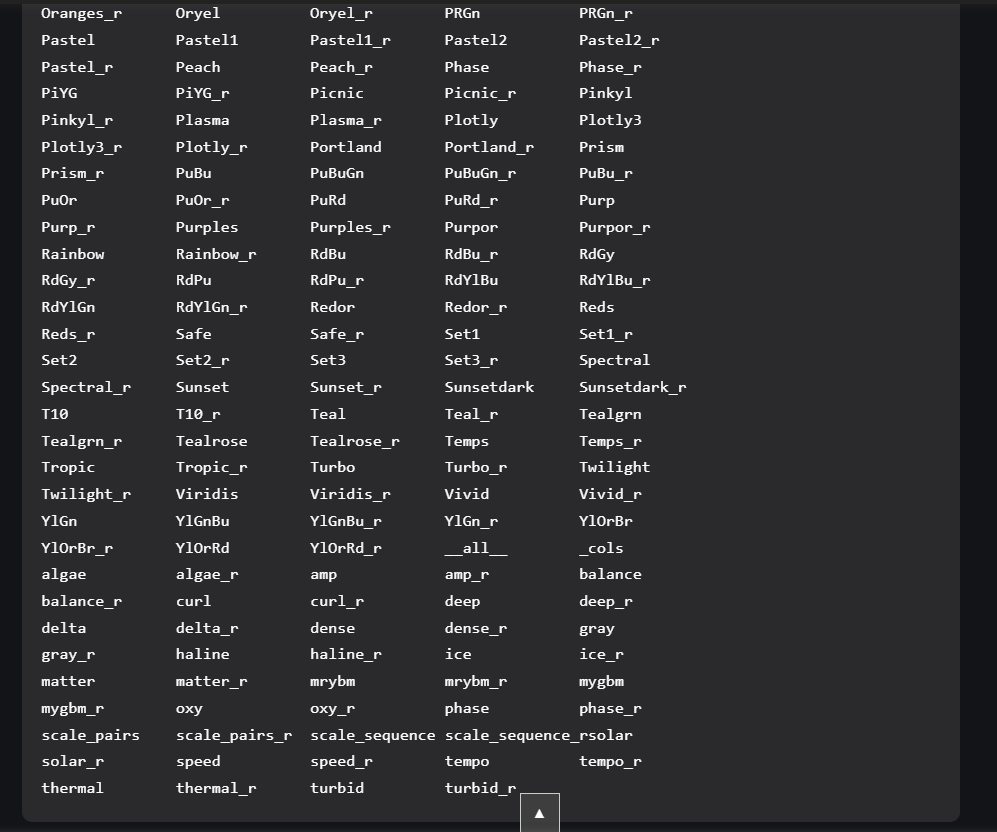 Oranges_r Oryel Oryel_r PRGn PRGn_r
Pastel Pastel1 Pastel1_r Pastel2 Pastel2_r
Pastel_r Peach Peach_r Phase Phase_r
PiYG PiYG_r Picnic Picnic_r Pinkyl
Pinkyl_r Plasma Plasma_r Plotly Plotly3
Plotly3_r Plotly_r Portland Portland_r Prism
Prism_r PuBu PuBuGn PuBuGn_r PuBu_r
PuOr PuOr_r PuRd PuRd_r Purp
Purp_r Purples Purples_r Purpor Purpor_r
Rainbow Rainbow_r RdBu RdBu_r RdGy
RdGy_r RdPu RdPu_r RdYlBu RdYlBu_r
RdYlGn RdYlGn_r Redor Redor_r Reds
Reds_r Safe Safe_r Set1 Set1_r
Set2 Set2_r Set3 Set3_r Spectral
Spectral_r Sunset Sunset_r Sunsetdark Sunsetdark_r
T10 T10_r Teal Teal_r Tealgrn
Tealgrn_r Tealrose Tealrose_r Temps Temps_r
Tropic Tropic_r Turbo Turbo_r Twilight
Twilight_r Viridis Viridis_r Vivid Vivid_r
YlGn YlGnBu YlGnBu_r YlGn_r YlOrBr
YlOrBr_r YlOrRd YlOrRd_r __all__ _cols
algae algae_r amp amp_r balance
balance_r curl curl_r deep deep_r
delta delta_r dense dense_r gray
gray_r haline haline_r ice ice_r
matter matter_r mrybm mrybm_r mygbm
mygbm_r oxy oxy_r phase phase_r
scale_pairs scale_pairs_r scale_sequence scale_sequence_rsolar
solar_r speed speed_r tempo tempo_r
thermal thermal_r turbid turbid_r
▲